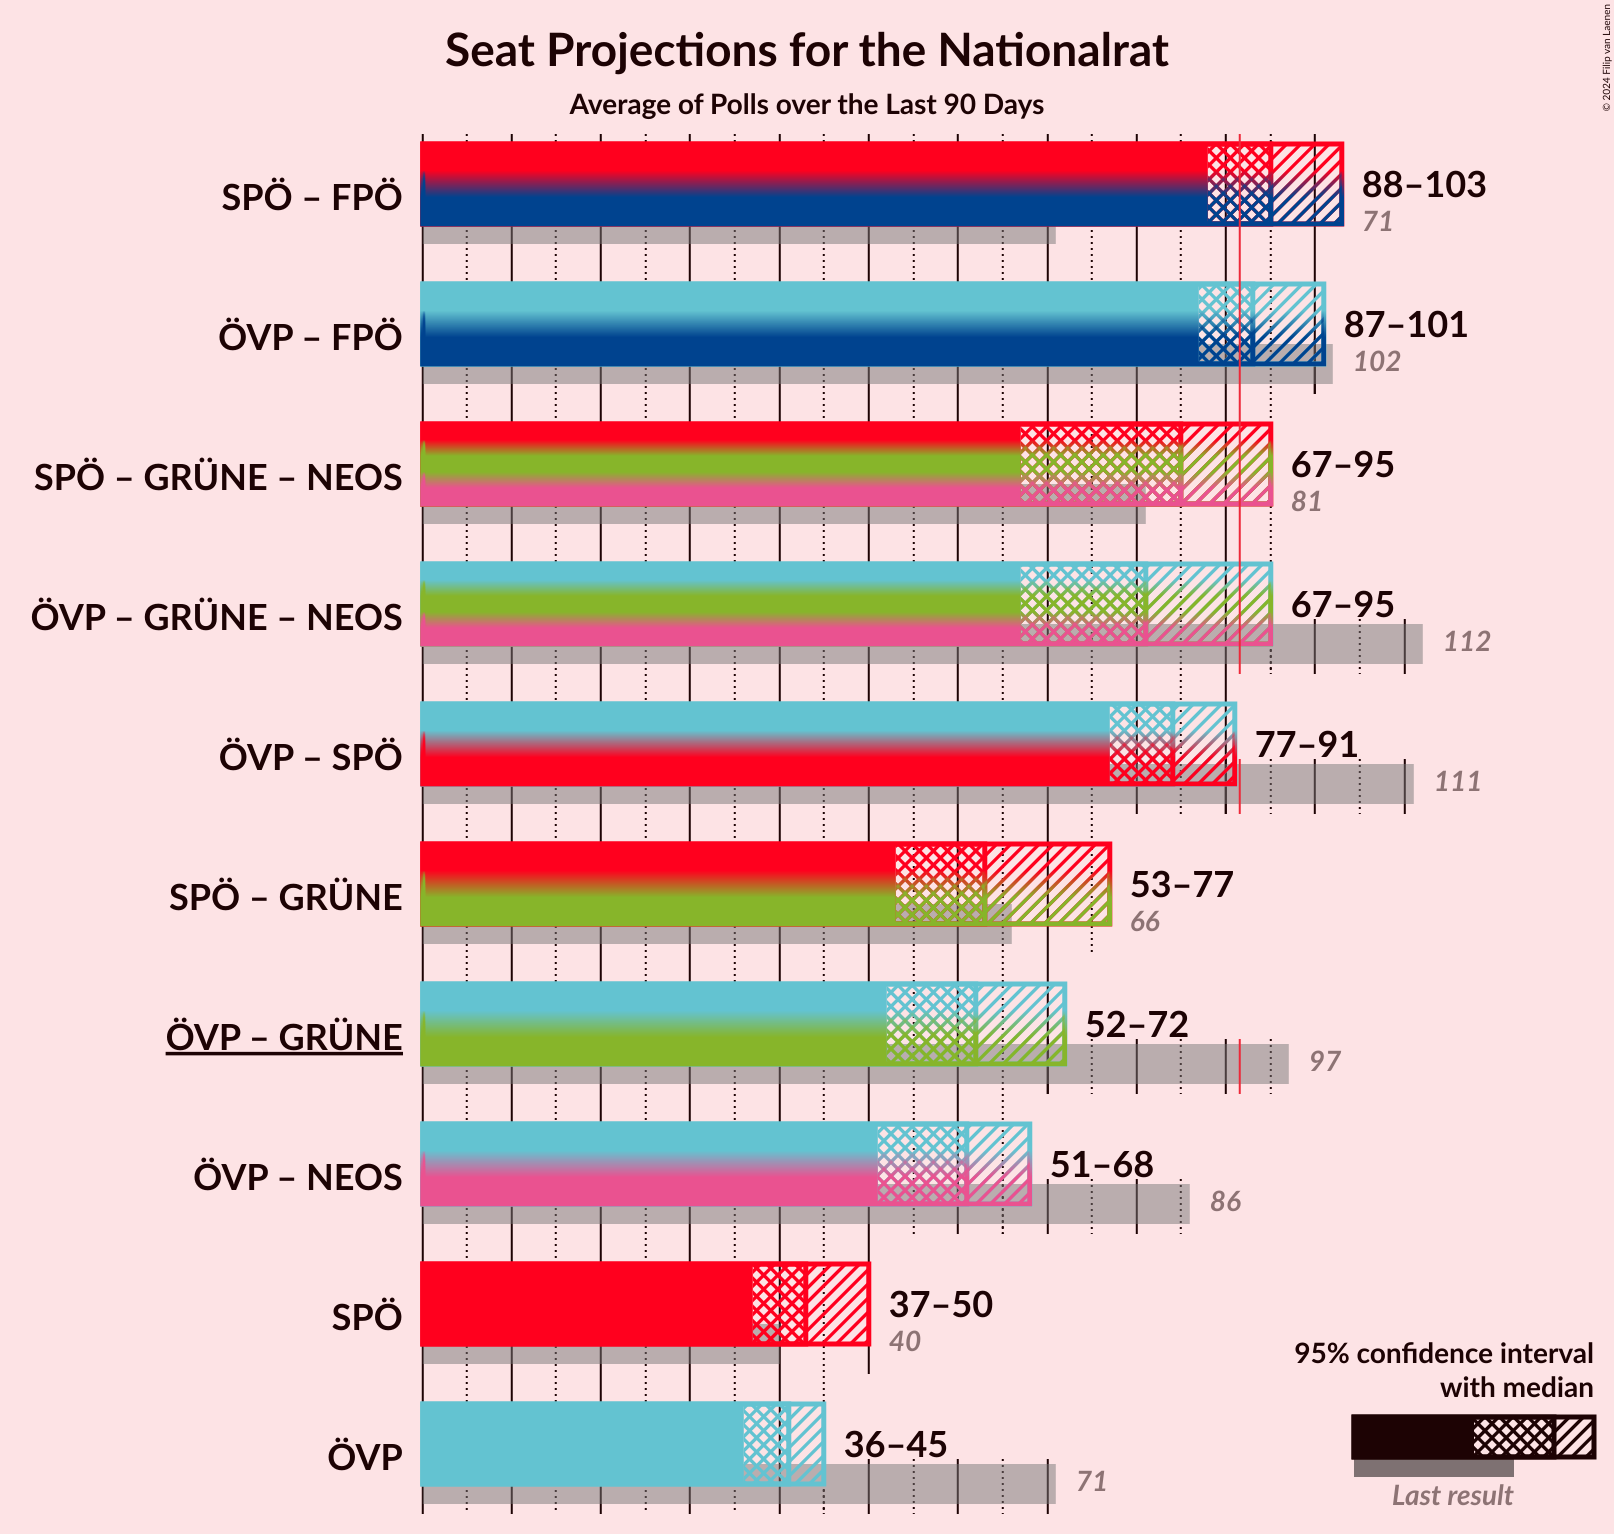 Seat Projections for the Nationalrat
Average of Polls over the Last 90 Days
© 2024 Filip van Laenen
SPÖ – FPÖ
88–103
71
ÖVP – FPÖ
87–101
102
SPÖ – GRÜNE – NEOS
67–95
81
ÖVP – GRÜNE – NEOS
67–95
112
ÖVP – SPÖ
77–91
111
SPÖ – GRÜNE
53–77
66
ÖVP – GRÜNE
52–72
97
ÖVP – NEOS
51–68
86
SPÖ
37–50
40
ÖVP
36–45
71
95% confidence interval
with median
Last result